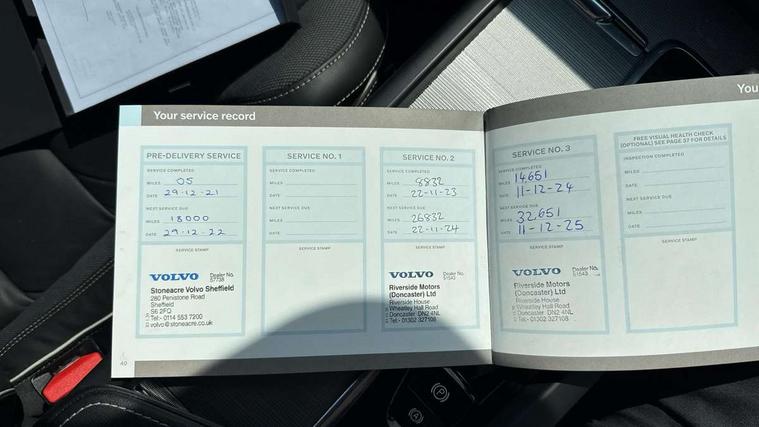 Your service record
You
PRE-DELIVERY SERVICE
SERVICE COMPLETED
MILES 05
DATE 29.12.21
NEXT SERVICE DUE
MILES 18000
DATE 29.12.22
SERVICE STAMP
VOLVO Dealer No.
Stoneacre Volvo Sheffield
280 Penistone Road
Sheffield
S6 2FQ
Tel:- 0114 553 7200
volvo@stoneacre.co.uk
SERVICE NO. 1
SERVICE COMPLETED
MILES
DATE
NEXT SERVICE DUE
MILES
DATE
SERVICE STAMP
SERVICE NO. 2
SERVICE COMPLETED
MILES 8832
DATE 22-11-23
NEXT SERVICE DUE
MILES 26832
DATE 22-11-24
SERVICE STAMP
VOLVO Dealer No.
51543
Riverside Motors
(Doncaster) Ltd
Riverside House
Wheatley Hall Road
Doncaster DN2 4NL
Tel:- 01302 327108
SERVICE NO. 3
SERVICE COMPLETED
MILES 14651
DATE 11-12-24
NEXT SERVICE DUE
MILES 32,651
DATE 11-12-25
SERVICE STAMP
VOLVO Dealer No.
51543
Riverside Motors
(Doncaster) Ltd
Riverside House
Wheatley Hall Road
Doncaster DN2 4NL
Tel:- 01302 327108
FREE VISUAL HEALTH CHECK
(OPTIONAL) SEE PAGE 37 FOR DETAILS
INSPECTION COMPLETED
MILES
DATE
NEXT SERVICE DUE
MILES
DATE
SERVICE STAMP
40